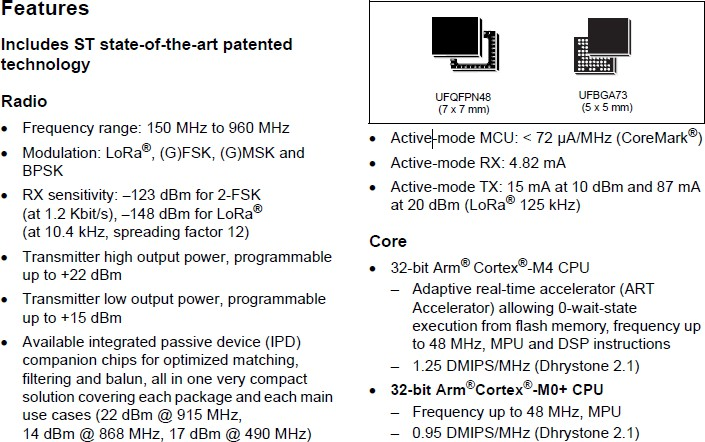 Features
Includes ST state-of-the-art patented
technology
Radio
• Frequency range: 150 MHz to 960 MHz
• Modulation: LoRa®, (G)FSK, (G)MSK and
BPSK
• RX sensitivity: –123 dBm for 2-FSK
(at 1.2 Kbit/s), –148 dBm for LoRa®
(at 10.4 kHz, spreading factor 12)
• Transmitter high output power, programmable
up to +22 dBm
• Transmitter low output power, programmable
up to +15 dBm
• Available integrated passive device (IPD)
companion chips for optimized matching,
filtering and balun, all in one very compact
solution covering each package and each main
use cases (22 dBm @ 915 MHz,
14 dBm @ 868 MHz, 17 dBm @ 490 MHz)
UFQFPN48
(7 x 7 mm)
UFBGA73
(5 x 5 mm)
• Active-mode MCU: < 72 µA/MHz (CoreMark®)
• Active-mode RX: 4.82 mA
• Active-mode TX: 15 mA at 10 dBm and 87 mA
at 20 dBm (LoRa® 125 kHz)
Core
• 32-bit Arm® Cortex®-M4 CPU
– Adaptive real-time accelerator (ART
Accelerator) allowing 0-wait-state
execution from flash memory, frequency up
to 48 MHz, MPU and DSP instructions
– 1.25 DMIPS/MHz (Dhrystone 2.1)
• 32-bit Arm®Cortex®-M0+ CPU
– Frequency up to 48 MHz, MPU
– 0.95 DMIPS/MHz (Dhrystone 2.1)